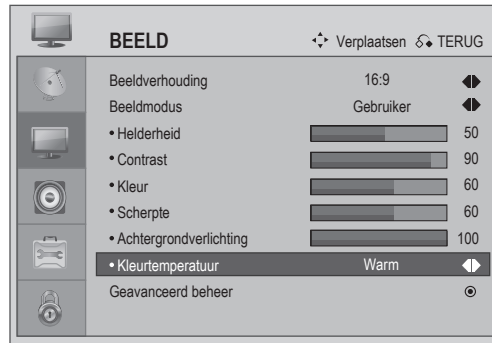 BEELD Verplaatsen TERUG
Beeldverhouding 16:9
Beeldmodus Gebruiker
• Helderheid 50
• Contrast 90
• Kleur 60
• Scherpte 60
• Achtergrondverlichting 100
• Kleurtemperatuur Warm
Geavanceerd beheer